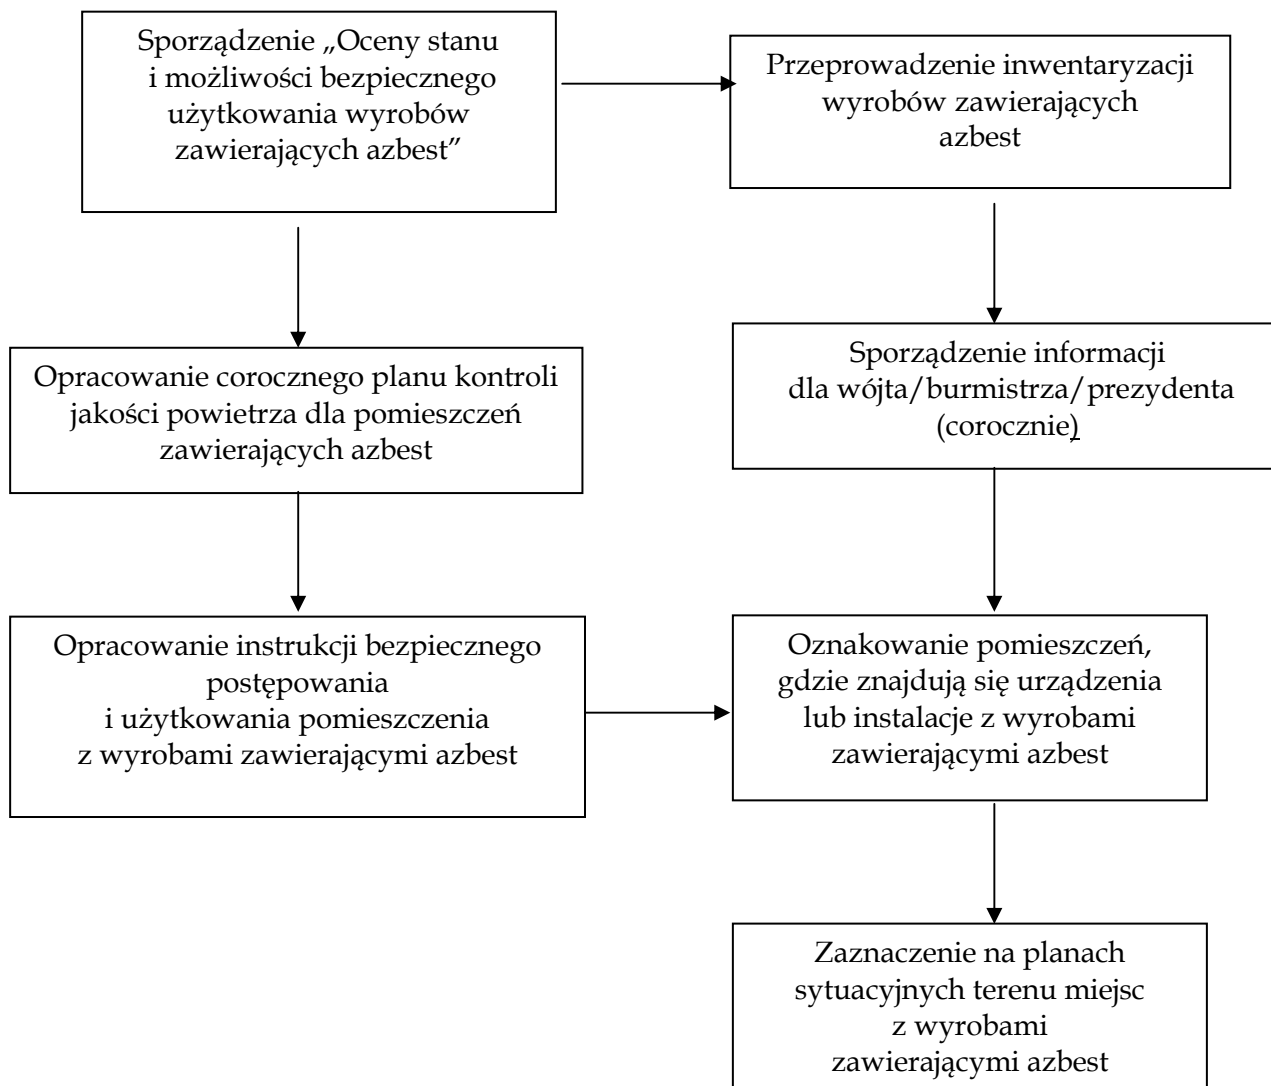 Sporządzenie „Oceny stanu
i możliwości bezpiecznego
użytkowania wyrobów
zawierających azbest”
Przeprowadzenie inwentaryzacji
wyrobów zawierających
azbest
Opracowanie corocznego planu kontroli
jakości powietrza dla pomieszczeń
zawierających azbest
Sporządzenie informacji
dla wójta/burmistrza/prezydenta
(corocznie)
Opracowanie instrukcji bezpiecznego
postępowania
i użytkowania pomieszczenia
z wyrobami zawierającymi azbest
Oznakowanie pomieszczeń,
gdzie znajdują się urządzenia
lub instalacje z wyrobami
zawierającymi azbest
Zaznaczenie na planach
sytuacyjnych terenu miejsc
z wyrobami
zawierającymi azbest